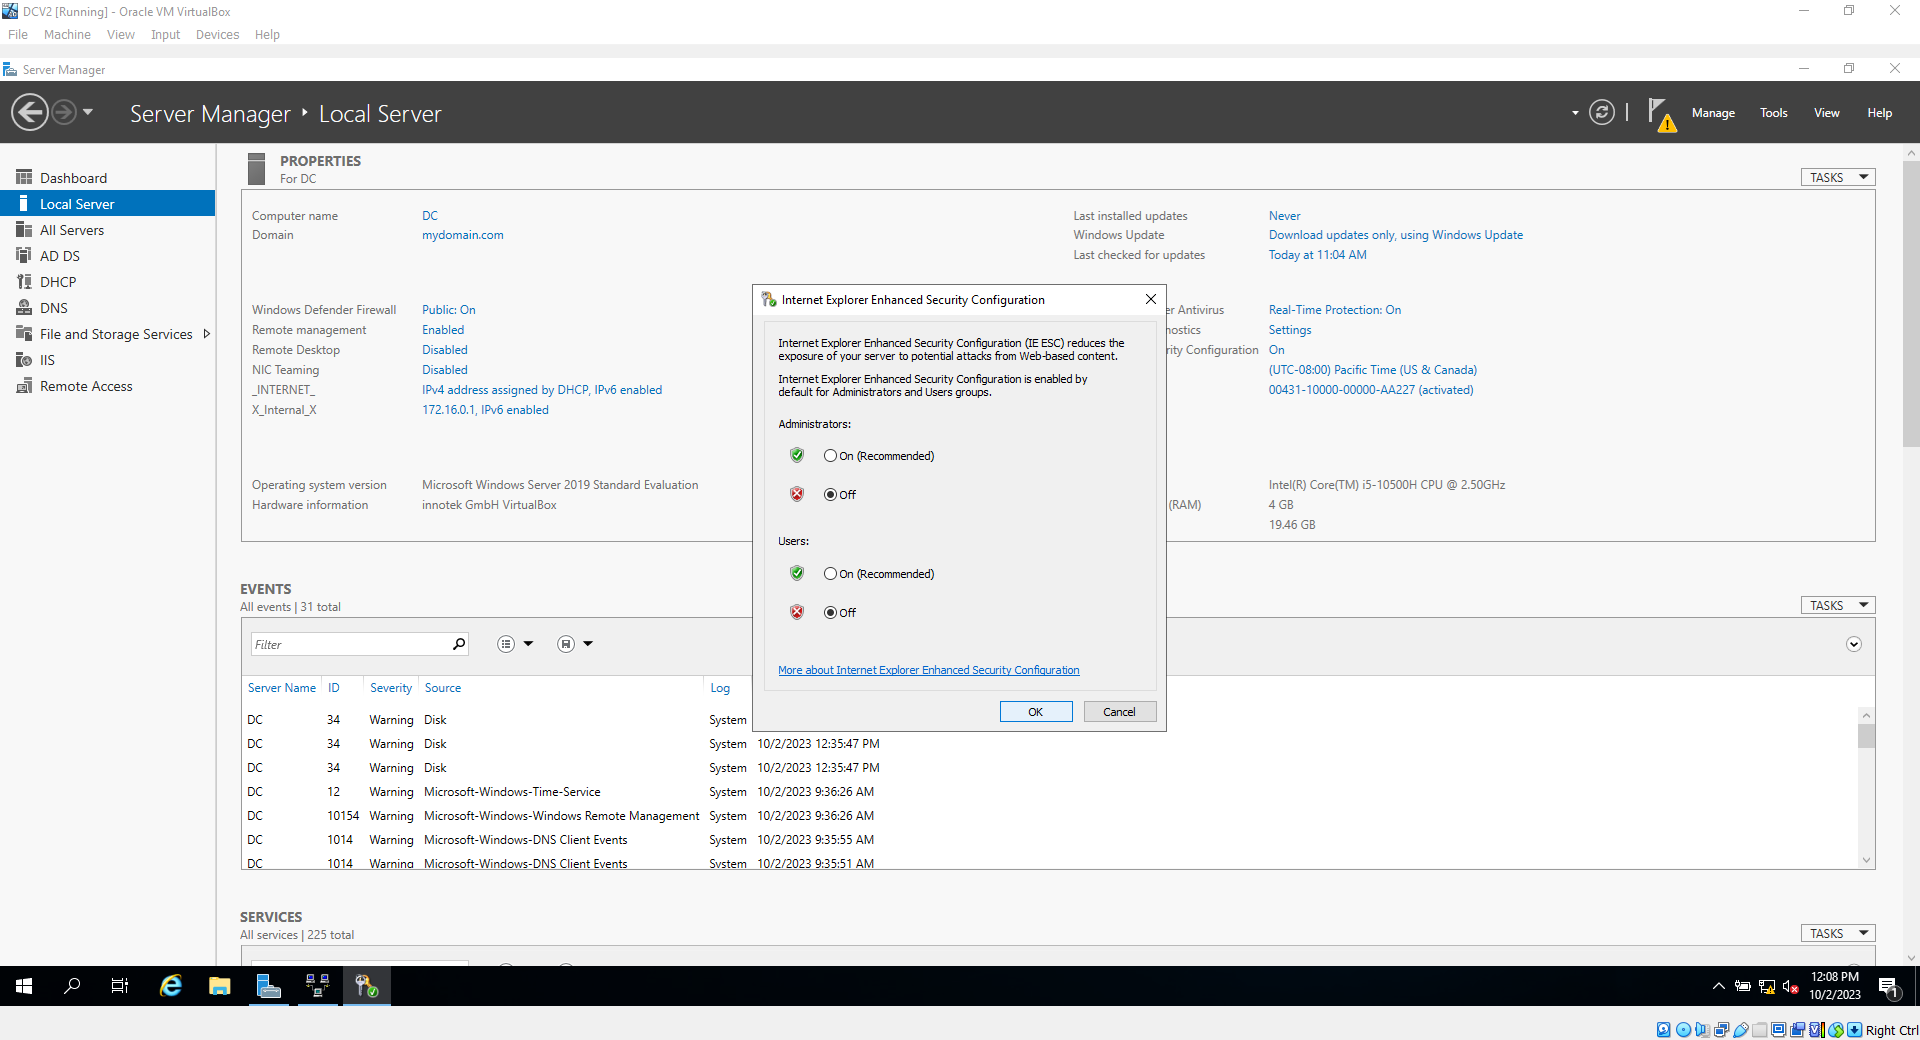 DCV2 [Running] - Oracle VM VirtualBox
File Machine View Input Devices Help
Server Manager
Server Manager ‣ Local Server
Manage Tools View Help
Dashboard
Local Server
All Servers
AD DS
DHCP
DNS
File and Storage Services
IIS
Remote Access
PROPERTIES
For DC
TASKS
Computer name DC
Domain mydomain.com
Last installed updates Never
Windows Update Download updates only, using Windows Update
Last checked for updates Today at 11:04 AM
Windows Defender Firewall Public: On
Remote management Enabled
Remote Desktop Disabled
NIC Teaming Disabled
_INTERNET_ IPv4 address assigned by DHCP, IPv6 enabled
X_Internal_X 172.16.0.1, IPv6 enabled
er Antivirus Real-Time Protection: On
nostics Settings
rity Configuration On
(UTC-08:00) Pacific Time (US & Canada)
00431-10000-00000-AA227 (activated)
Operating system version Microsoft Windows Server 2019 Standard Evaluation
Hardware information innotek GmbH VirtualBox
Intel(R) Core(TM) i5-10500H CPU @ 2.50GHz
(RAM) 4 GB
19.46 GB
Internet Explorer Enhanced Security Configuration
Internet Explorer Enhanced Security Configuration (IE ESC) reduces the
exposure of your server to potential attacks from Web-based content.
Internet Explorer Enhanced Security Configuration is enabled by
default for Administrators and Users groups.
Administrators:
On (Recommended)
Off
Users:
On (Recommended)
Off
More about Internet Explorer Enhanced Security Configuration
OK Cancel
EVENTS
All events | 31 total
TASKS
Filter
Server Name ID Severity Source Log
DC 34 Warning Disk System
DC 34 Warning Disk System 10/2/2023 12:35:47 PM
DC 34 Warning Disk System 10/2/2023 12:35:47 PM
DC 12 Warning Microsoft-Windows-Time-Service System 10/2/2023 9:36:26 AM
DC 10154 Warning Microsoft-Windows-Windows Remote Management System 10/2/2023 9:36:26 AM
DC 1014 Warning Microsoft-Windows-DNS Client Events System 10/2/2023 9:35:55 AM
DC 1014 Warning Microsoft-Windows-DNS Client Events System 10/2/2023 9:35:51 AM
SERVICES
All services | 225 total
TASKS
12:08 PM
10/2/2023
1
Right Ctrl